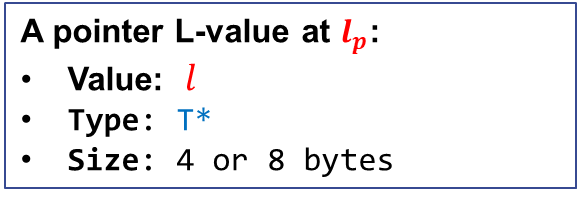 A pointer L-value at lₚ:
• Value: l
• Type: T*
• Size: 4 or 8 bytes